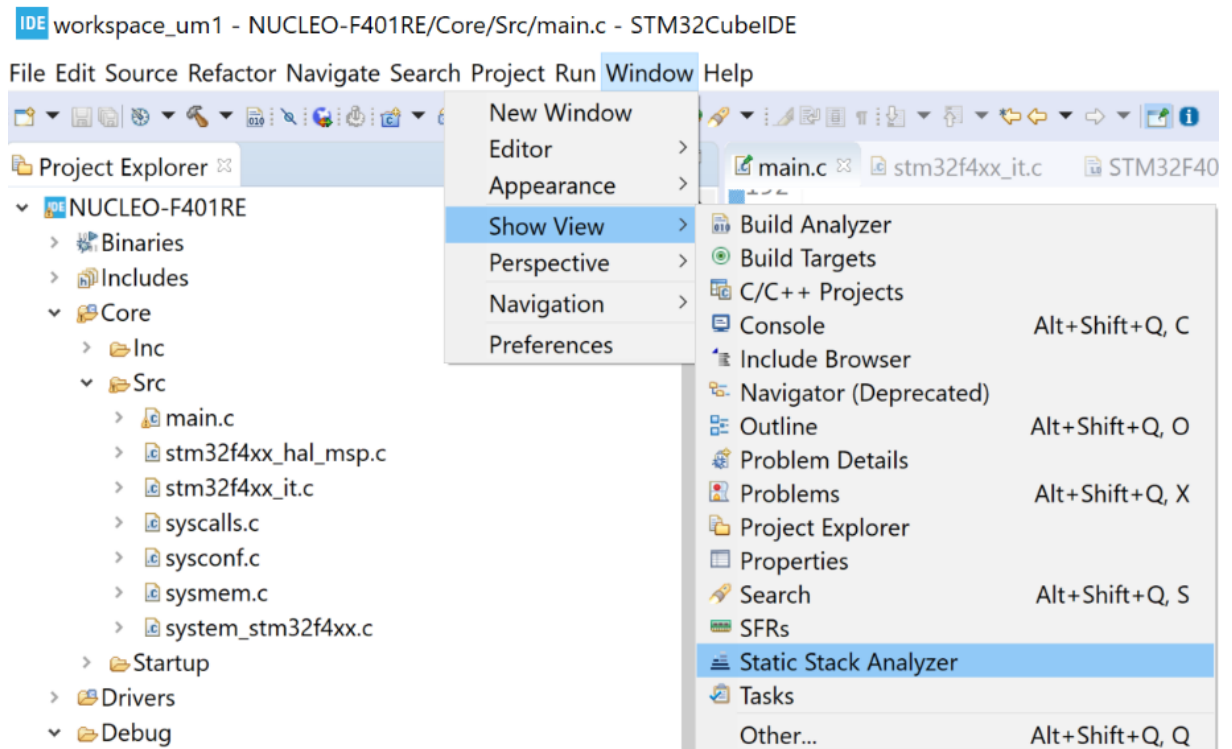 IDE workspace_um1 - NUCLEO-F401RE/Core/Src/main.c - STM32CubeIDE
File Edit Source Refactor Navigate Search Project Run Window Help
Project Explorer
NUCLEO-F401RE
Binaries
Includes
Core
Inc
Src
main.c
stm32f4xx_hal_msp.c
stm32f4xx_it.c
syscalls.c
sysconf.c
sysmem.c
system_stm32f4xx.c
Startup
Drivers
Debug
New Window
Editor
Appearance
Show View
Perspective
Navigation
Preferences
main.c stm32f4xx_it.c STM32F40
192
Build Analyzer
Build Targets
C/C++ Projects
Console Alt+Shift+Q, C
Include Browser
Navigator (Deprecated)
Outline Alt+Shift+Q, O
Problem Details
Problems Alt+Shift+Q, X
Project Explorer
Properties
Search Alt+Shift+Q, S
SFRs
Static Stack Analyzer
Tasks
Other... Alt+Shift+Q, Q